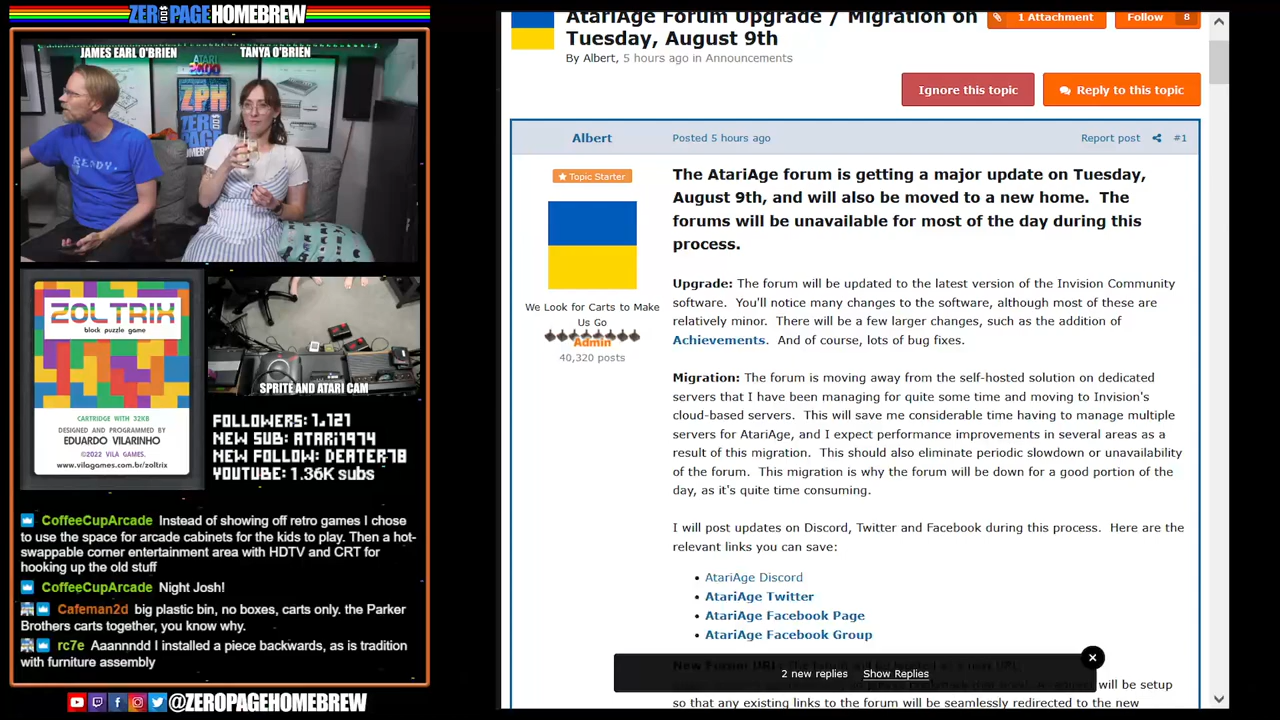 ZEROPAGEHOMEBREW
JAMES EARL O'BRIEN
TANYA O'BRIEN
ATARI
2600
ZPH
ZERO
PAGE
READY.
ZOLTRIX
block puzzle game
CARTRIDGE WITH 32KB
DESIGNED AND PROGRAMMED BY
EDUARDO VILARINHO
©2022 VILA GAMES.
www.vilagames.com.br/zoltrix
SPRITE AND ATARI CAM
FOLLOWERS: 1,121
NEW SUB: ATARI1974
NEW FOLLOW: DEATER78
YOUTUBE: 1.36K subs
CoffeeCupArcade Instead of showing off retro games I chose
to use the space for arcade cabinets for the kids to play. Then a hot-
swappable corner entertainment area with HDTV and CRT for
hooking up the old stuff
CoffeeCupArcade Night Josh!
Cafeman2d big plastic bin, no boxes, carts only. the Parker
Brothers carts together, you know why.
rc7e Aaannndd I installed a piece backwards, as is tradition
with furniture assembly
@ZEROPAGEHOMEBREW
AtariAge Forum Upgrade / Migration on
Tuesday, August 9th
By Albert, 5 hours ago in Announcements
1 Attachment
Follow 8
Ignore this topic
Reply to this topic
Albert
Posted 5 hours ago
Report post
#1
Topic Starter
We Look for Carts to Make
Us Go
Admin
40,320 posts
The AtariAge forum is getting a major update on Tuesday,
August 9th, and will also be moved to a new home. The
forums will be unavailable for most of the day during this
process.
Upgrade: The forum will be updated to the latest version of the Invision Community
software. You'll notice many changes to the software, although most of these are
relatively minor. There will be a few larger changes, such as the addition of
Achievements. And of course, lots of bug fixes.
Migration: The forum is moving away from the self-hosted solution on dedicated
servers that I have been managing for quite some time and moving to Invision's
cloud-based servers. This will save me considerable time having to manage multiple
servers for AtariAge, and I expect performance improvements in several areas as a
result of this migration. This should also eliminate periodic slowdown or unavailability
of the forum. This migration is why the forum will be down for a good portion of the
day, as it's quite time consuming.
I will post updates on Discord, Twitter and Facebook during this process. Here are the
relevant links you can save:
• AtariAge Discord
• AtariAge Twitter
• AtariAge Facebook Page
• AtariAge Facebook Group
2 new replies Show Replies
will be setup
so that any existing links to the forum will be seamlessly redirected to the new